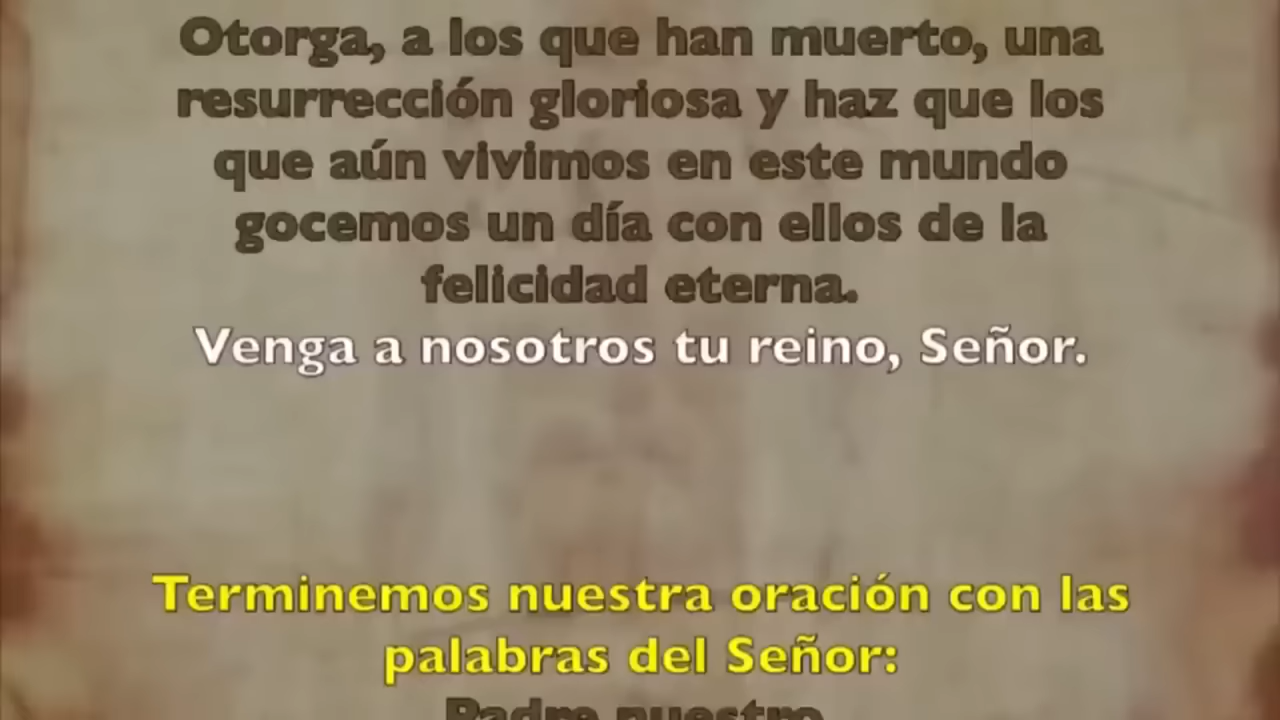 Otorga, a los que han muerto, una
resurrección gloriosa y haz que los
que aún vivimos en este mundo
gocemos un día con ellos de la
felicidad eterna.
Venga a nosotros tu reino, Señor.
Terminemos nuestra oración con las
palabras del Señor:
Padre nuestro